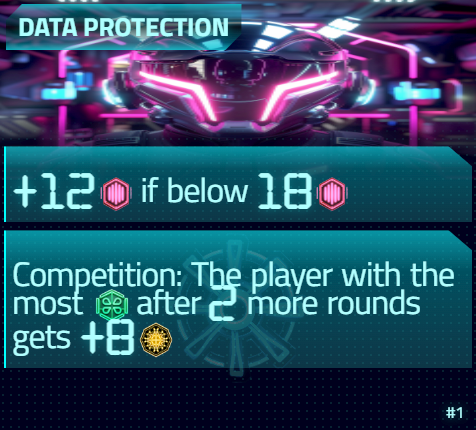 DATA PROTECTION
+12 if below 18
Competition: The player with the
most after 2 more rounds
gets +8
#1